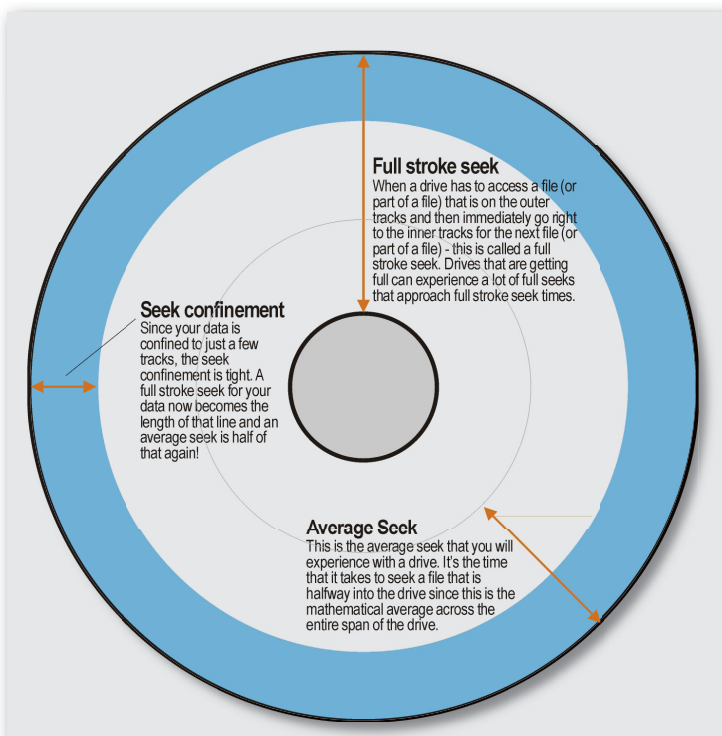 Full stroke seek
When a drive has to access a file (or
part of a file) that is on the outer
tracks and then immediately go right
to the inner tracks for the next file (or
part of a file) - this is called a full
stroke seek. Drives that are getting
full can experience a lot of full seeks
that approach full stroke seek times.
Seek confinement
Since your data is
confined to just a few
tracks, the seek
confinement is tight. A
full stroke seek for your
data now becomes the
length of that line and an
average seek is half of
that again!
Average Seek
This is the average seek that you will
experience with a drive. It's the time
that it takes to seek a file that is
halfway into the drive since this is the
mathematical average across the
entire span of the drive.